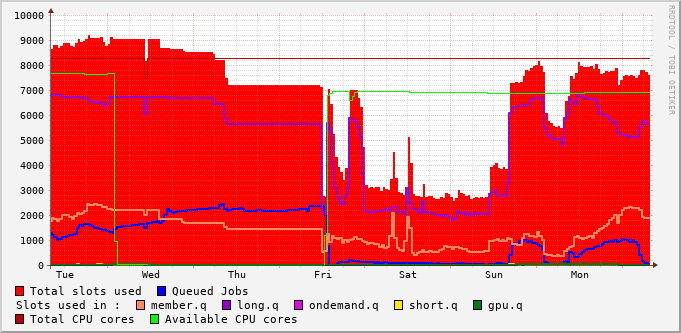 10000
9000
8000
7000
6000
5000
4000
3000
2000
1000
0
Tue Wed Thu Fri Sat Sun Mon
RRDTOOL / TOBI OETIKER
Total slots used Queued Jobs
Slots used in : member.q long.q ondemand.q short.q gpu.q
Total CPU cores Available CPU cores